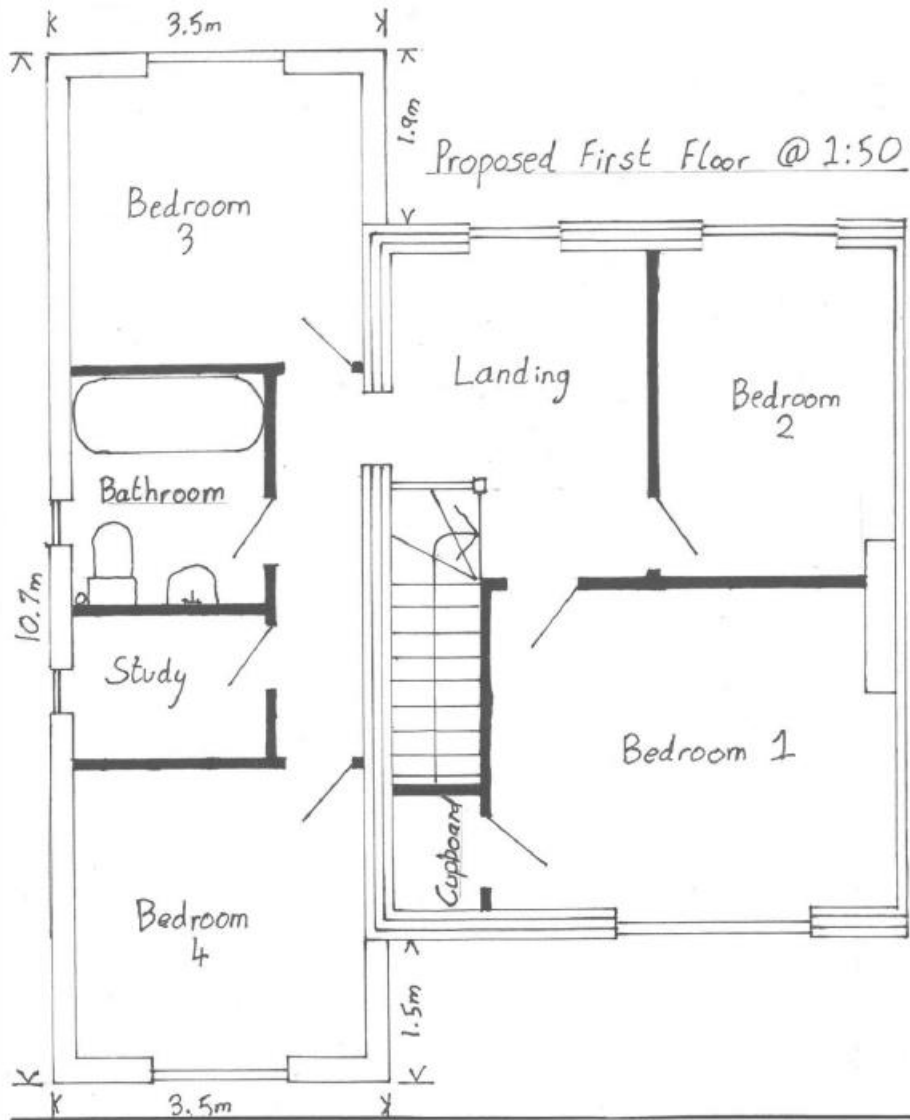 3.5m
1.9m
Proposed First Floor @ 1:50
Bedroom
3
Landing
Bedroom
2
Bathroom
10.7m
Study
Bedroom 1
Cupboard
Bedroom
4
1.5m
3.5m